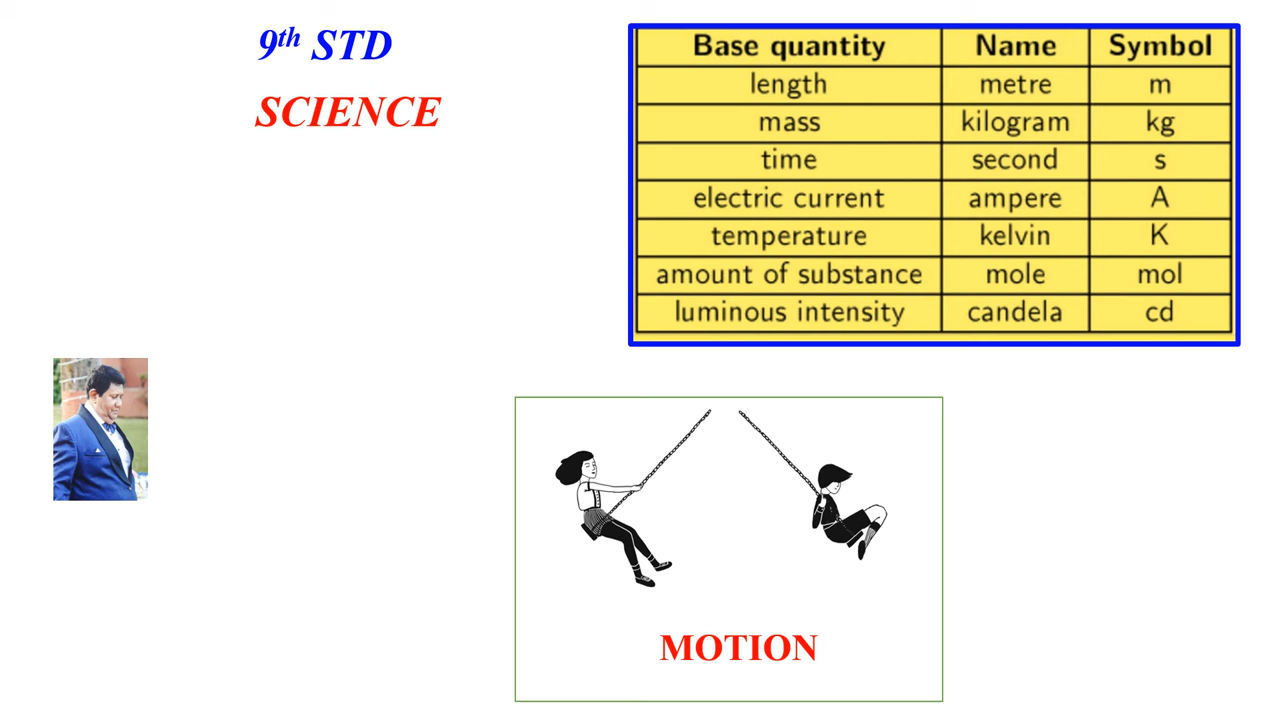 9th STD
SCIENCE
Base quantity Name Symbol
length metre m
mass kilogram kg
time second s
electric current ampere A
temperature kelvin K
amount of substance mole mol
luminous intensity candela cd
MOTION